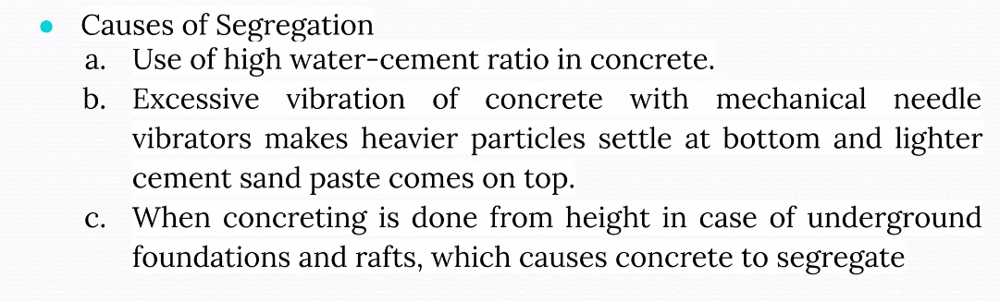 ● Causes of Segregation
a. Use of high water-cement ratio in concrete.
b. Excessive vibration of concrete with mechanical needle
vibrators makes heavier particles settle at bottom and lighter
cement sand paste comes on top.
c. When concreting is done from height in case of underground
foundations and rafts, which causes concrete to segregate